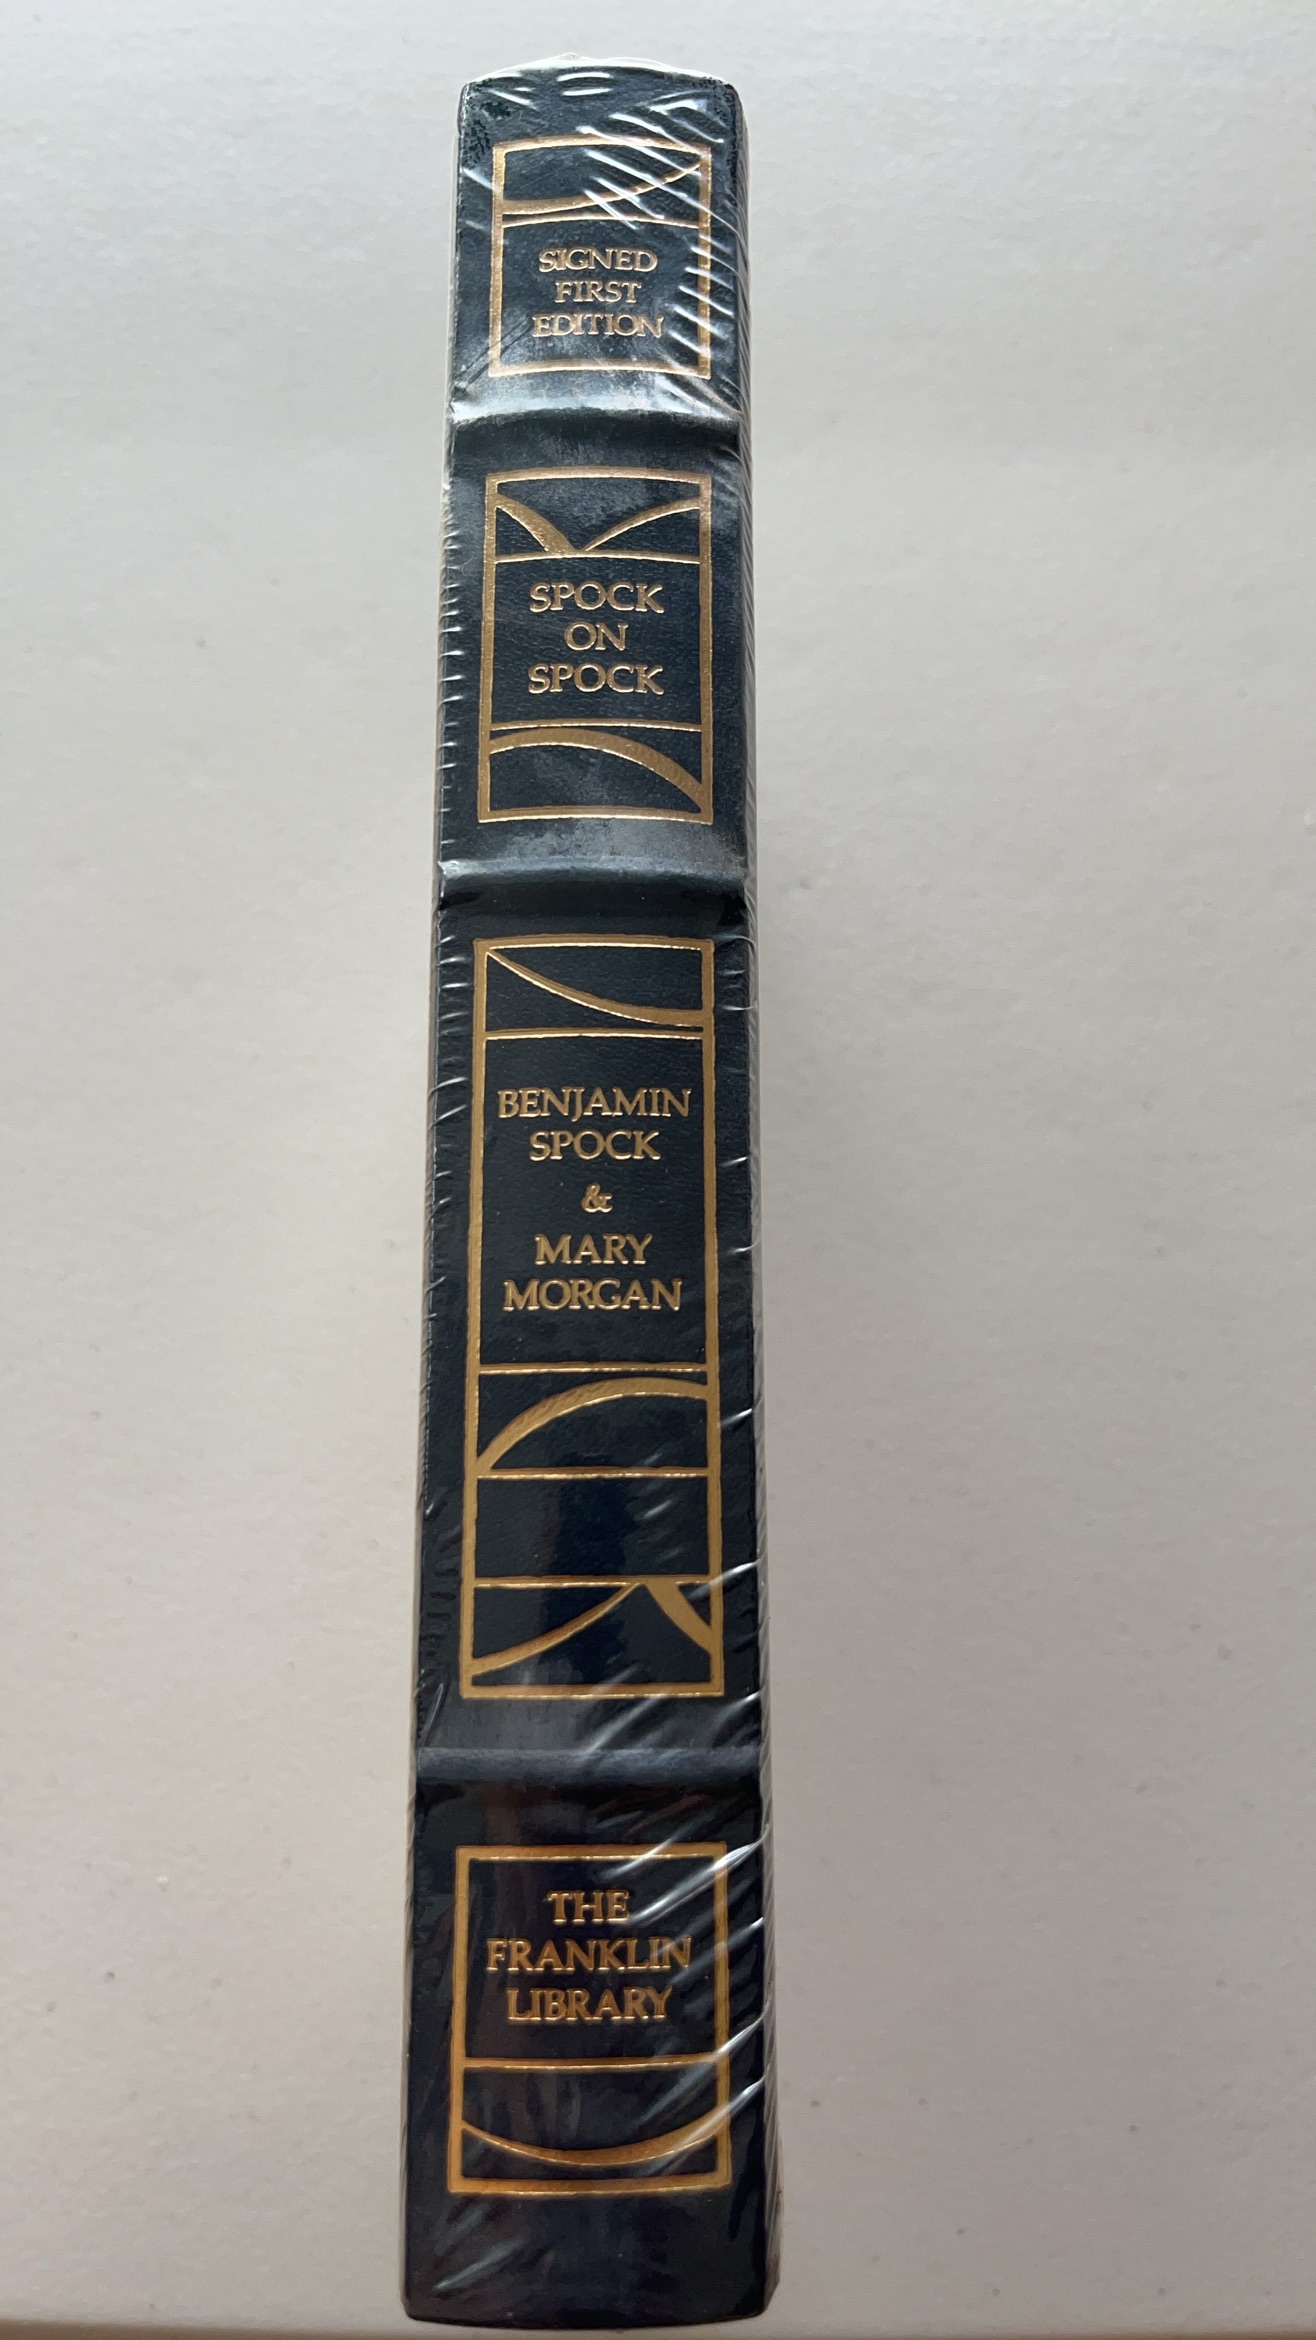 SIGNED
FIRST
EDITION
SPOCK
ON
SPOCK
BENJAMIN
SPOCK
&
MARY
MORGAN
THE
FRANKLIN
LIBRARY